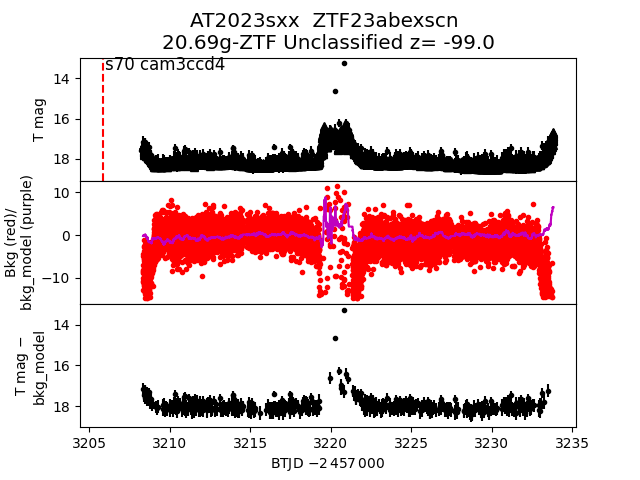 AT2023sxx  ZTF23abexscn
20.69g-ZTF Unclassified z= -99.0
s70 cam3ccd4
14
16
18
T mag
10
0
−10
Bkg (red)/
bkg_model (purple)
14
16
18
T mag −
bkg_model
3205
3210
3215
3220
3225
3230
3235
BTJD −2 457 000